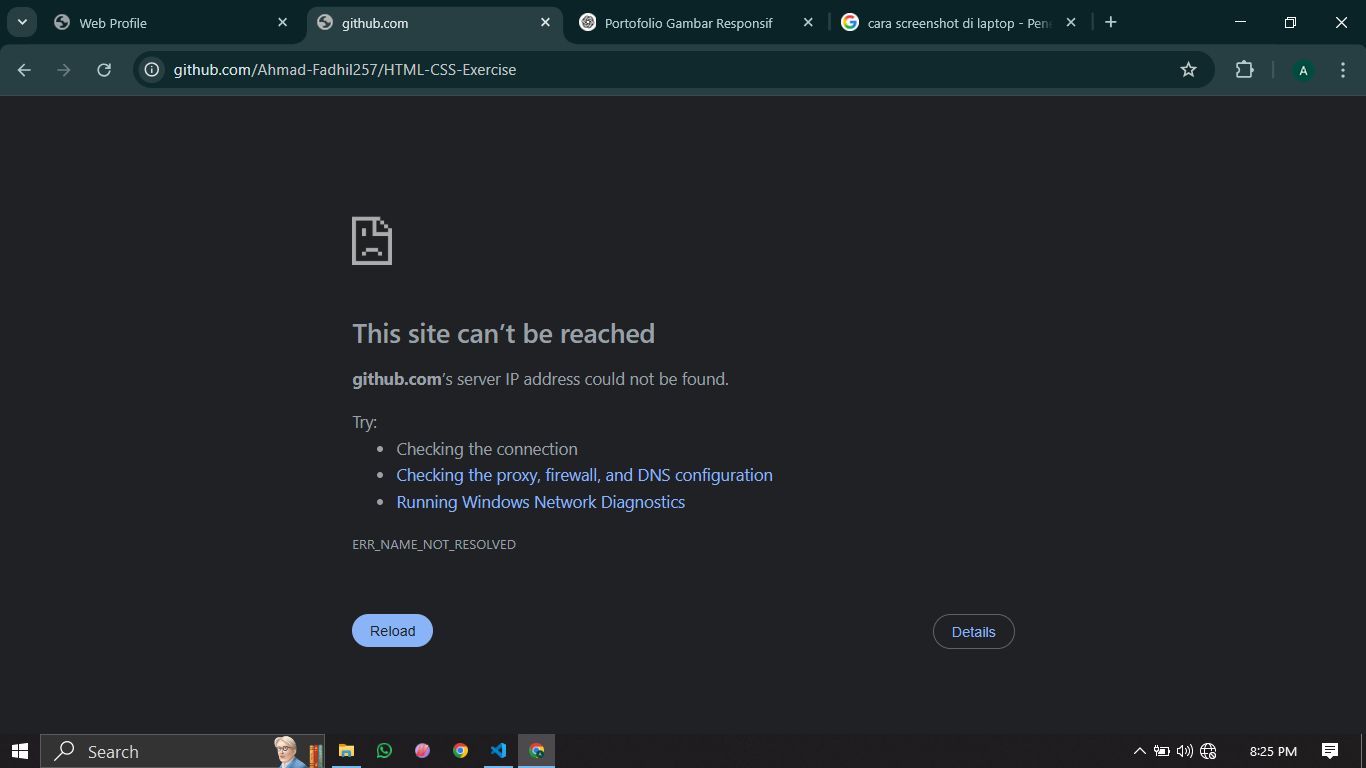 Web Profile
github.com
Portofolio Gambar Responsif
cara screenshot di laptop - Pen
github.com/Ahmad-Fadhil257/HTML-CSS-Exercise
A
This site can’t be reached
github.com’s server IP address could not be found.
Try:
• Checking the connection
• Checking the proxy, firewall, and DNS configuration
• Running Windows Network Diagnostics
ERR_NAME_NOT_RESOLVED
Reload
Details
Search
8:25 PM